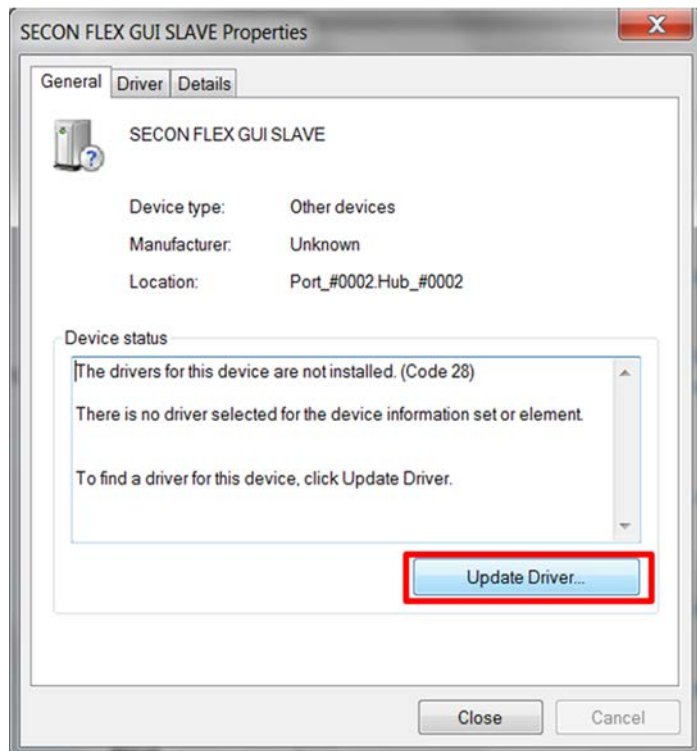 SECON FLEX GUI SLAVE Properties
General Driver Details
SECON FLEX GUI SLAVE
Device type: Other devices
Manufacturer: Unknown
Location: Port_#0002.Hub_#0002
Device status
The drivers for this device are not installed. (Code 28)
There is no driver selected for the device information set or element.
To find a driver for this device, click Update Driver.
Update Driver...
Close Cancel